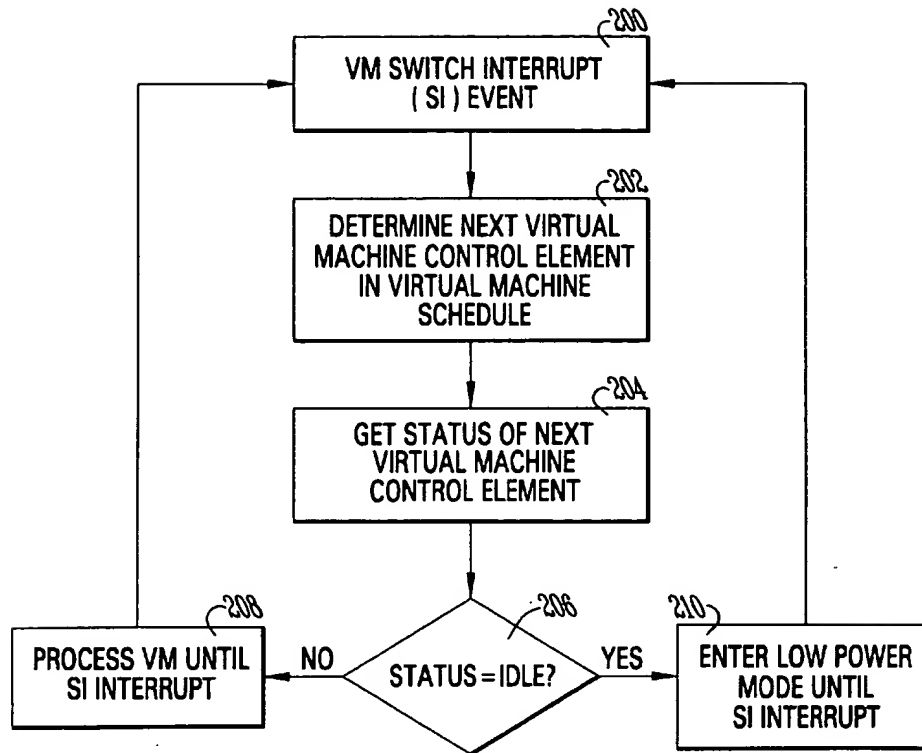 200
VM SWITCH INTERRUPT
( SI ) EVENT
202
DETERMINE NEXT VIRTUAL
MACHINE CONTROL ELEMENT
IN VIRTUAL MACHINE
SCHEDULE
204
GET STATUS OF NEXT
VIRTUAL MACHINE
CONTROL ELEMENT
206
STATUS=IDLE?
NO
YES
208
PROCESS VM UNTIL
SI INTERRUPT
210
ENTER LOW POWER
MODE UNTIL
SI INTERRUPT